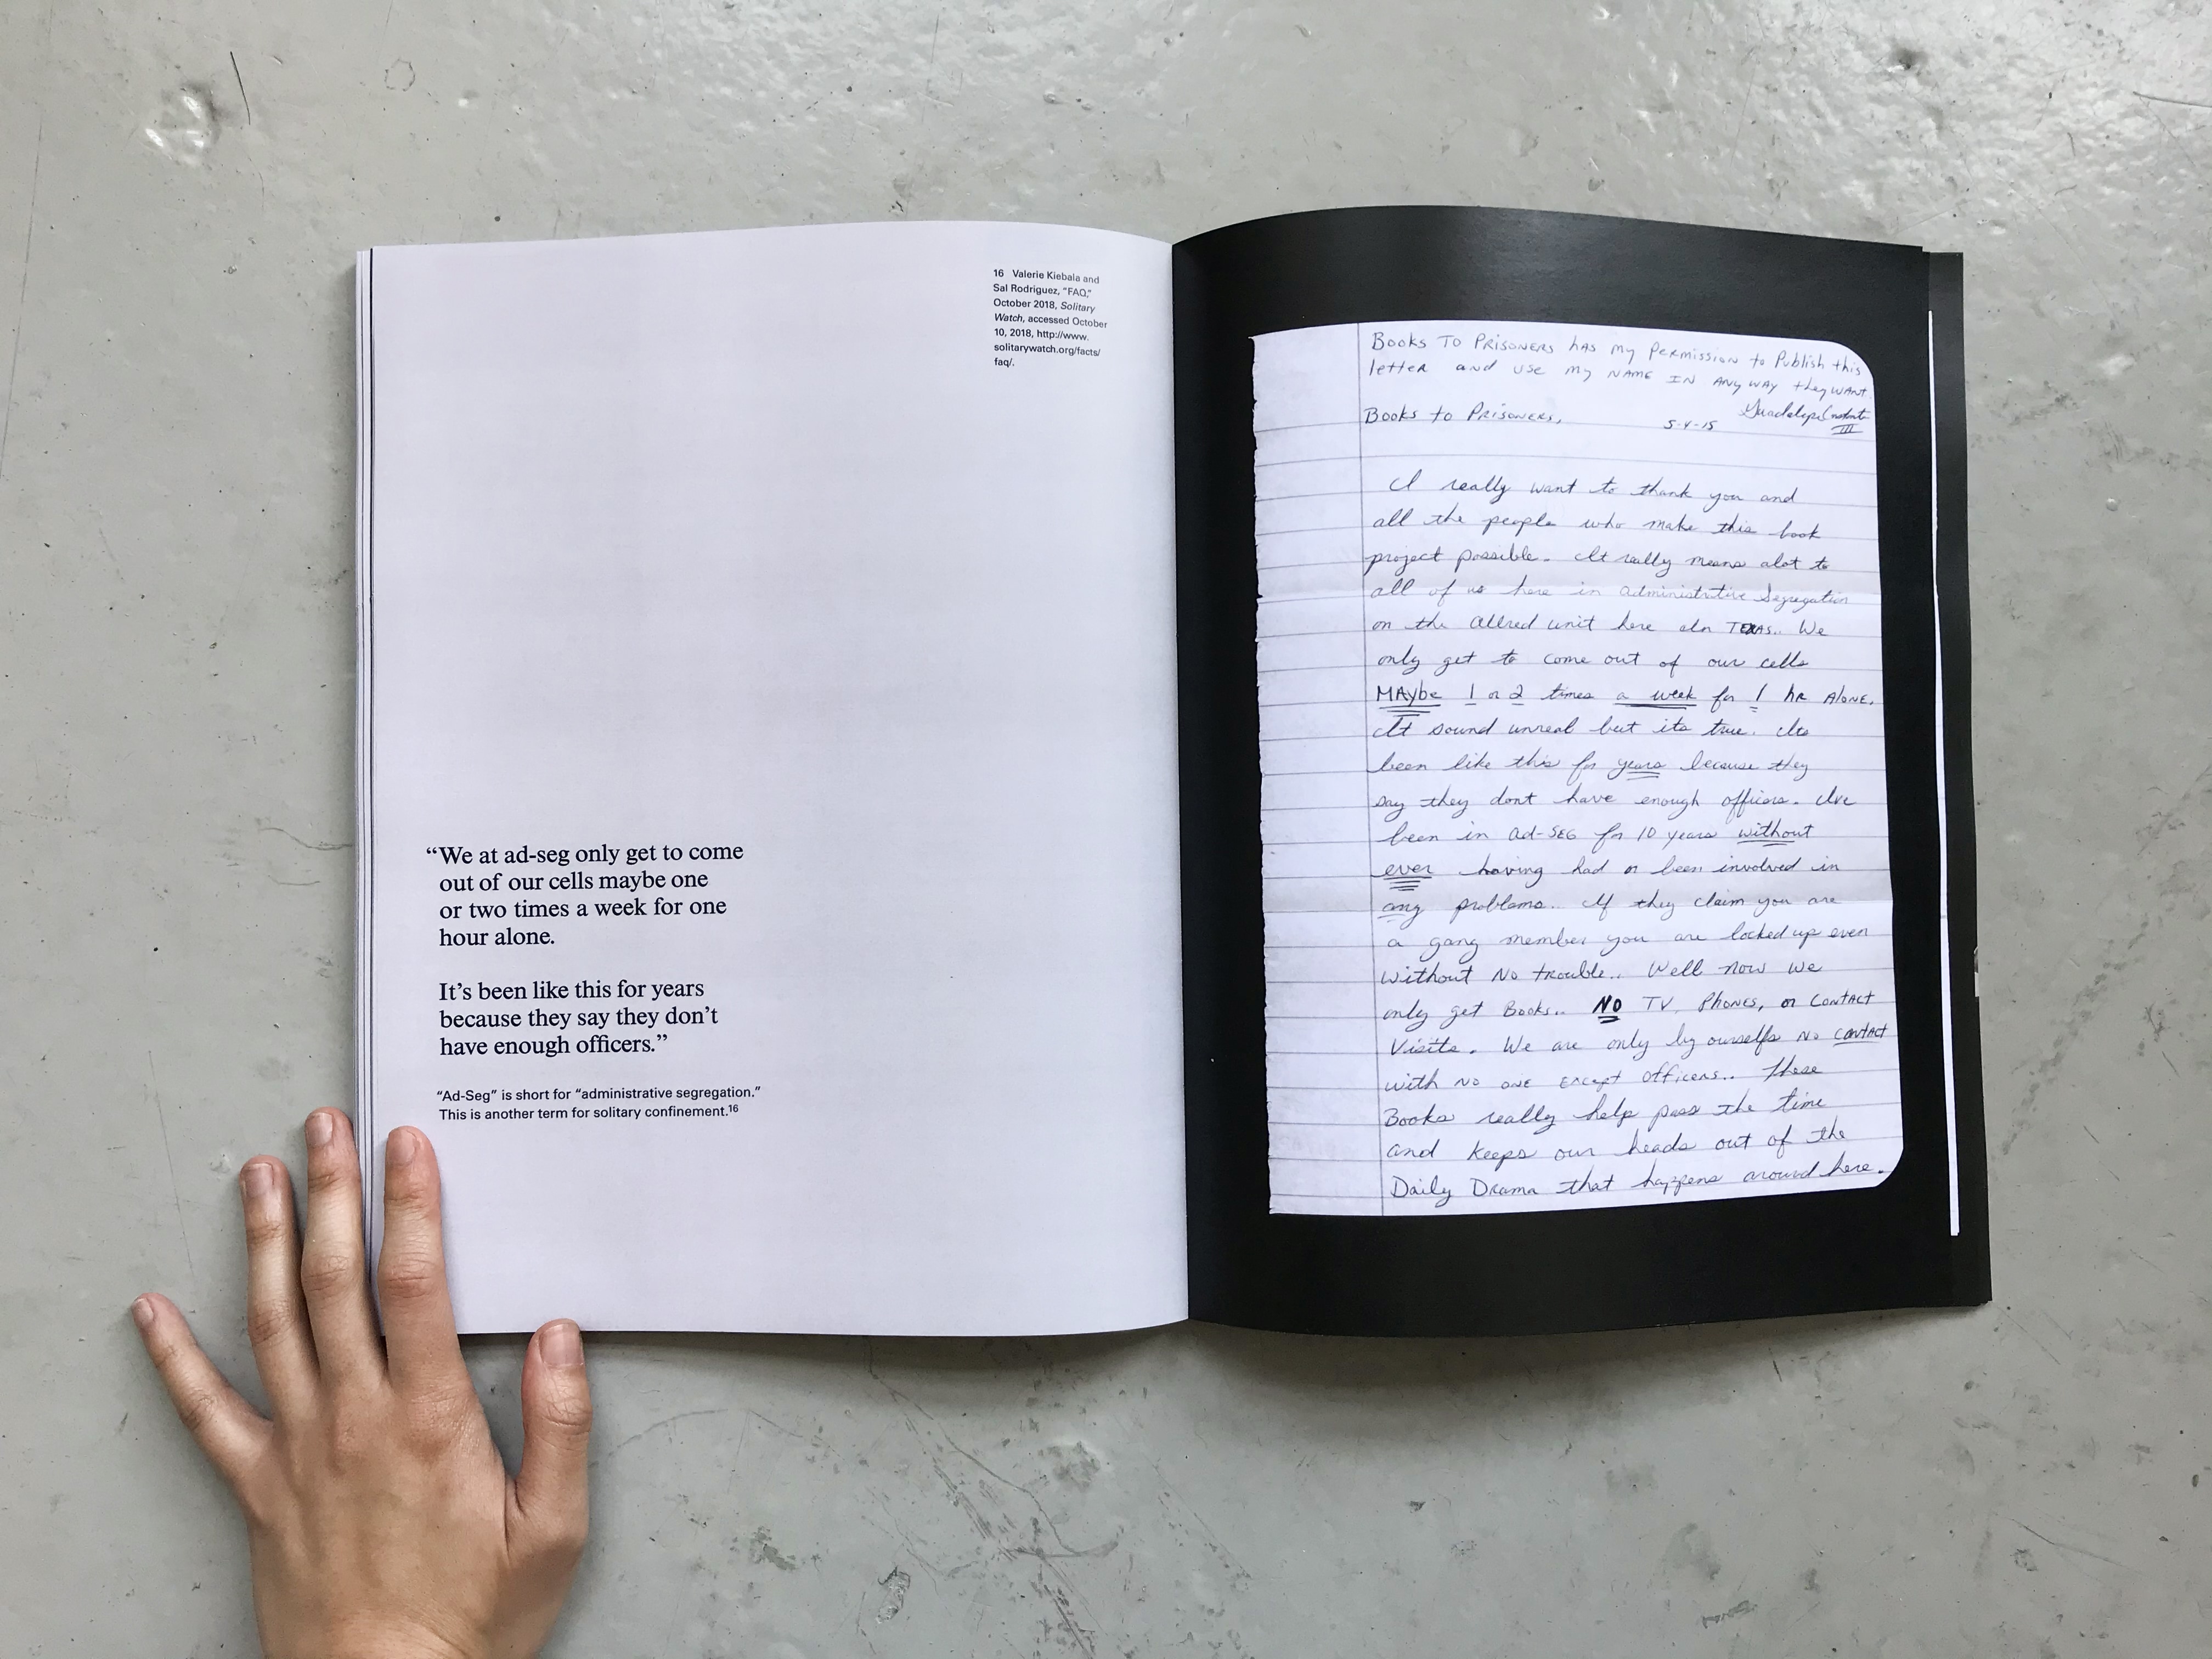 16 Valerie Kiebala and
Sal Rodriguez, “FAQ,”
October 2018, Solitary
Watch, accessed October
10, 2018, http://www.
solitarywatch.org/facts/
faq/.
“We at ad-seg only get to come
out of our cells maybe one
or two times a week for one
hour alone.
It’s been like this for years
because they say they don’t
have enough officers.”
“Ad-Seg” is short for “administrative segregation.”
This is another term for solitary confinement.16
Books To Prisoners has my Permission to Publish this
letter and use my NAME IN ANY WAY they WANT.
Guadelupe
III
Books to Prisoners,
5-4-15
I really want to thank you and
all the people who make this book
project possible. It really means alot to
all of us here in administrative Segregation
on the allred unit here in TEXAS.. We
only get to come out of our cells
MAybe 1 or 2 times a week for 1 hR AloNE.
It sound unreal but its true. Its
been like this for years because they
say they dont have enough officers. Ive
been in ad-SEG for 10 years without
ever having had or been involved in
any problems.. If they claim you are
a gang member you are locked up even
without No trouble.. Well now we
only get Books.. NO TV, Phones, or CONTACT
Visits. We are only by ourselfs No CONTACT
with NO ONE Except Officers.. These
Books really help pass the time
and keeps our heads out of the
Daily Drama that happens around here.